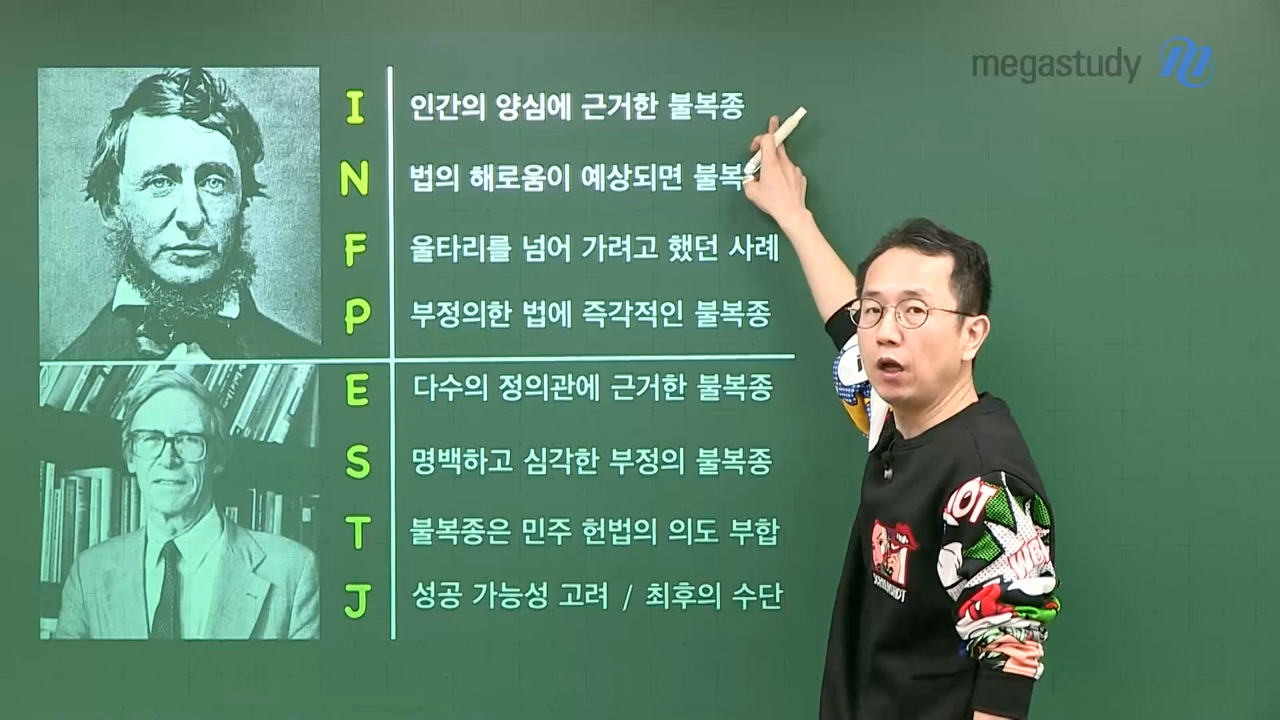 megastudy
I 인간의 양심에 근거한 불복종
N 법의 해로움이 예상되면
F 울타리를 넘어 가려고 했던 사례
P 부정의한 법에 즉각적인 불복종
E 다수의 정의관에 근거한 불복종
S 명백하고 심각한 부정의 불복종
T 불복종은 민주 헌법의 의도 부합
J 성공 가능성 고려 / 최후의 수단